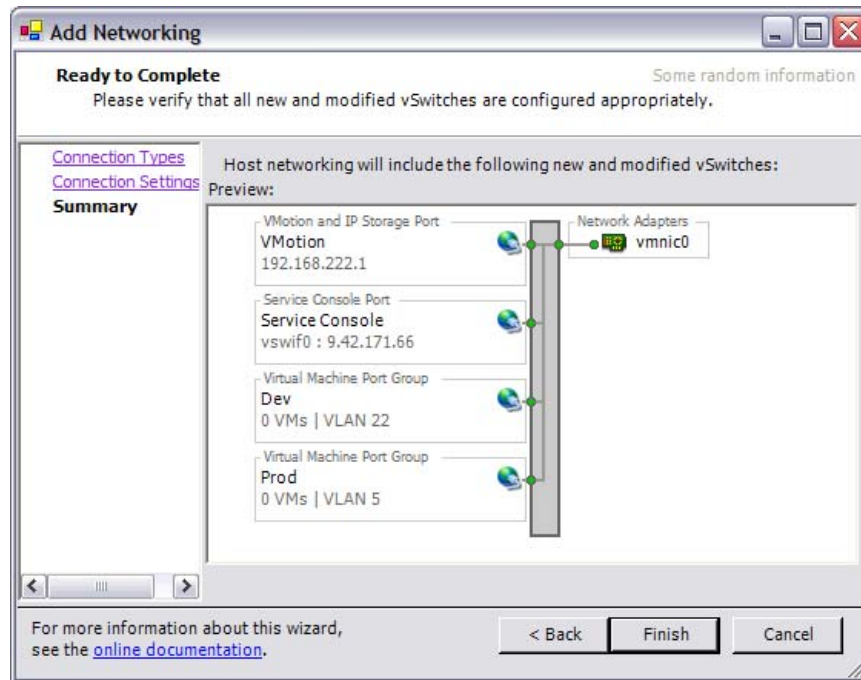 Add Networking
Ready to Complete
Some random information
Please verify that all new and modified vSwitches are configured appropriately.
Connection Types
Connection Settings
Summary
Host networking will include the following new and modified vSwitches:
Preview:
VMotion and IP Storage Port
VMotion
192.168.222.1
Network Adapters
vmnic0
Service Console Port
Service Console
vswif0 : 9.42.171.66
Virtual Machine Port Group
Dev
0 VMs | VLAN 22
Virtual Machine Port Group
Prod
0 VMs | VLAN 5
For more information about this wizard,
see the online documentation.
< Back
Finish
Cancel